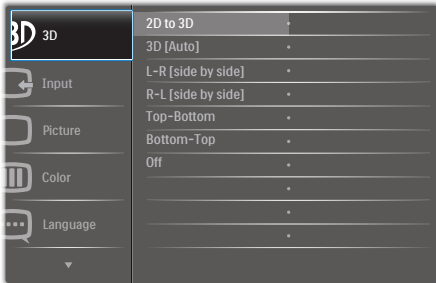 3D
3D
Input
Picture
Color
Language
2D to 3D
3D [Auto]
L-R [side by side]
R-L [side by side]
Top-Bottom
Bottom-Top
Off